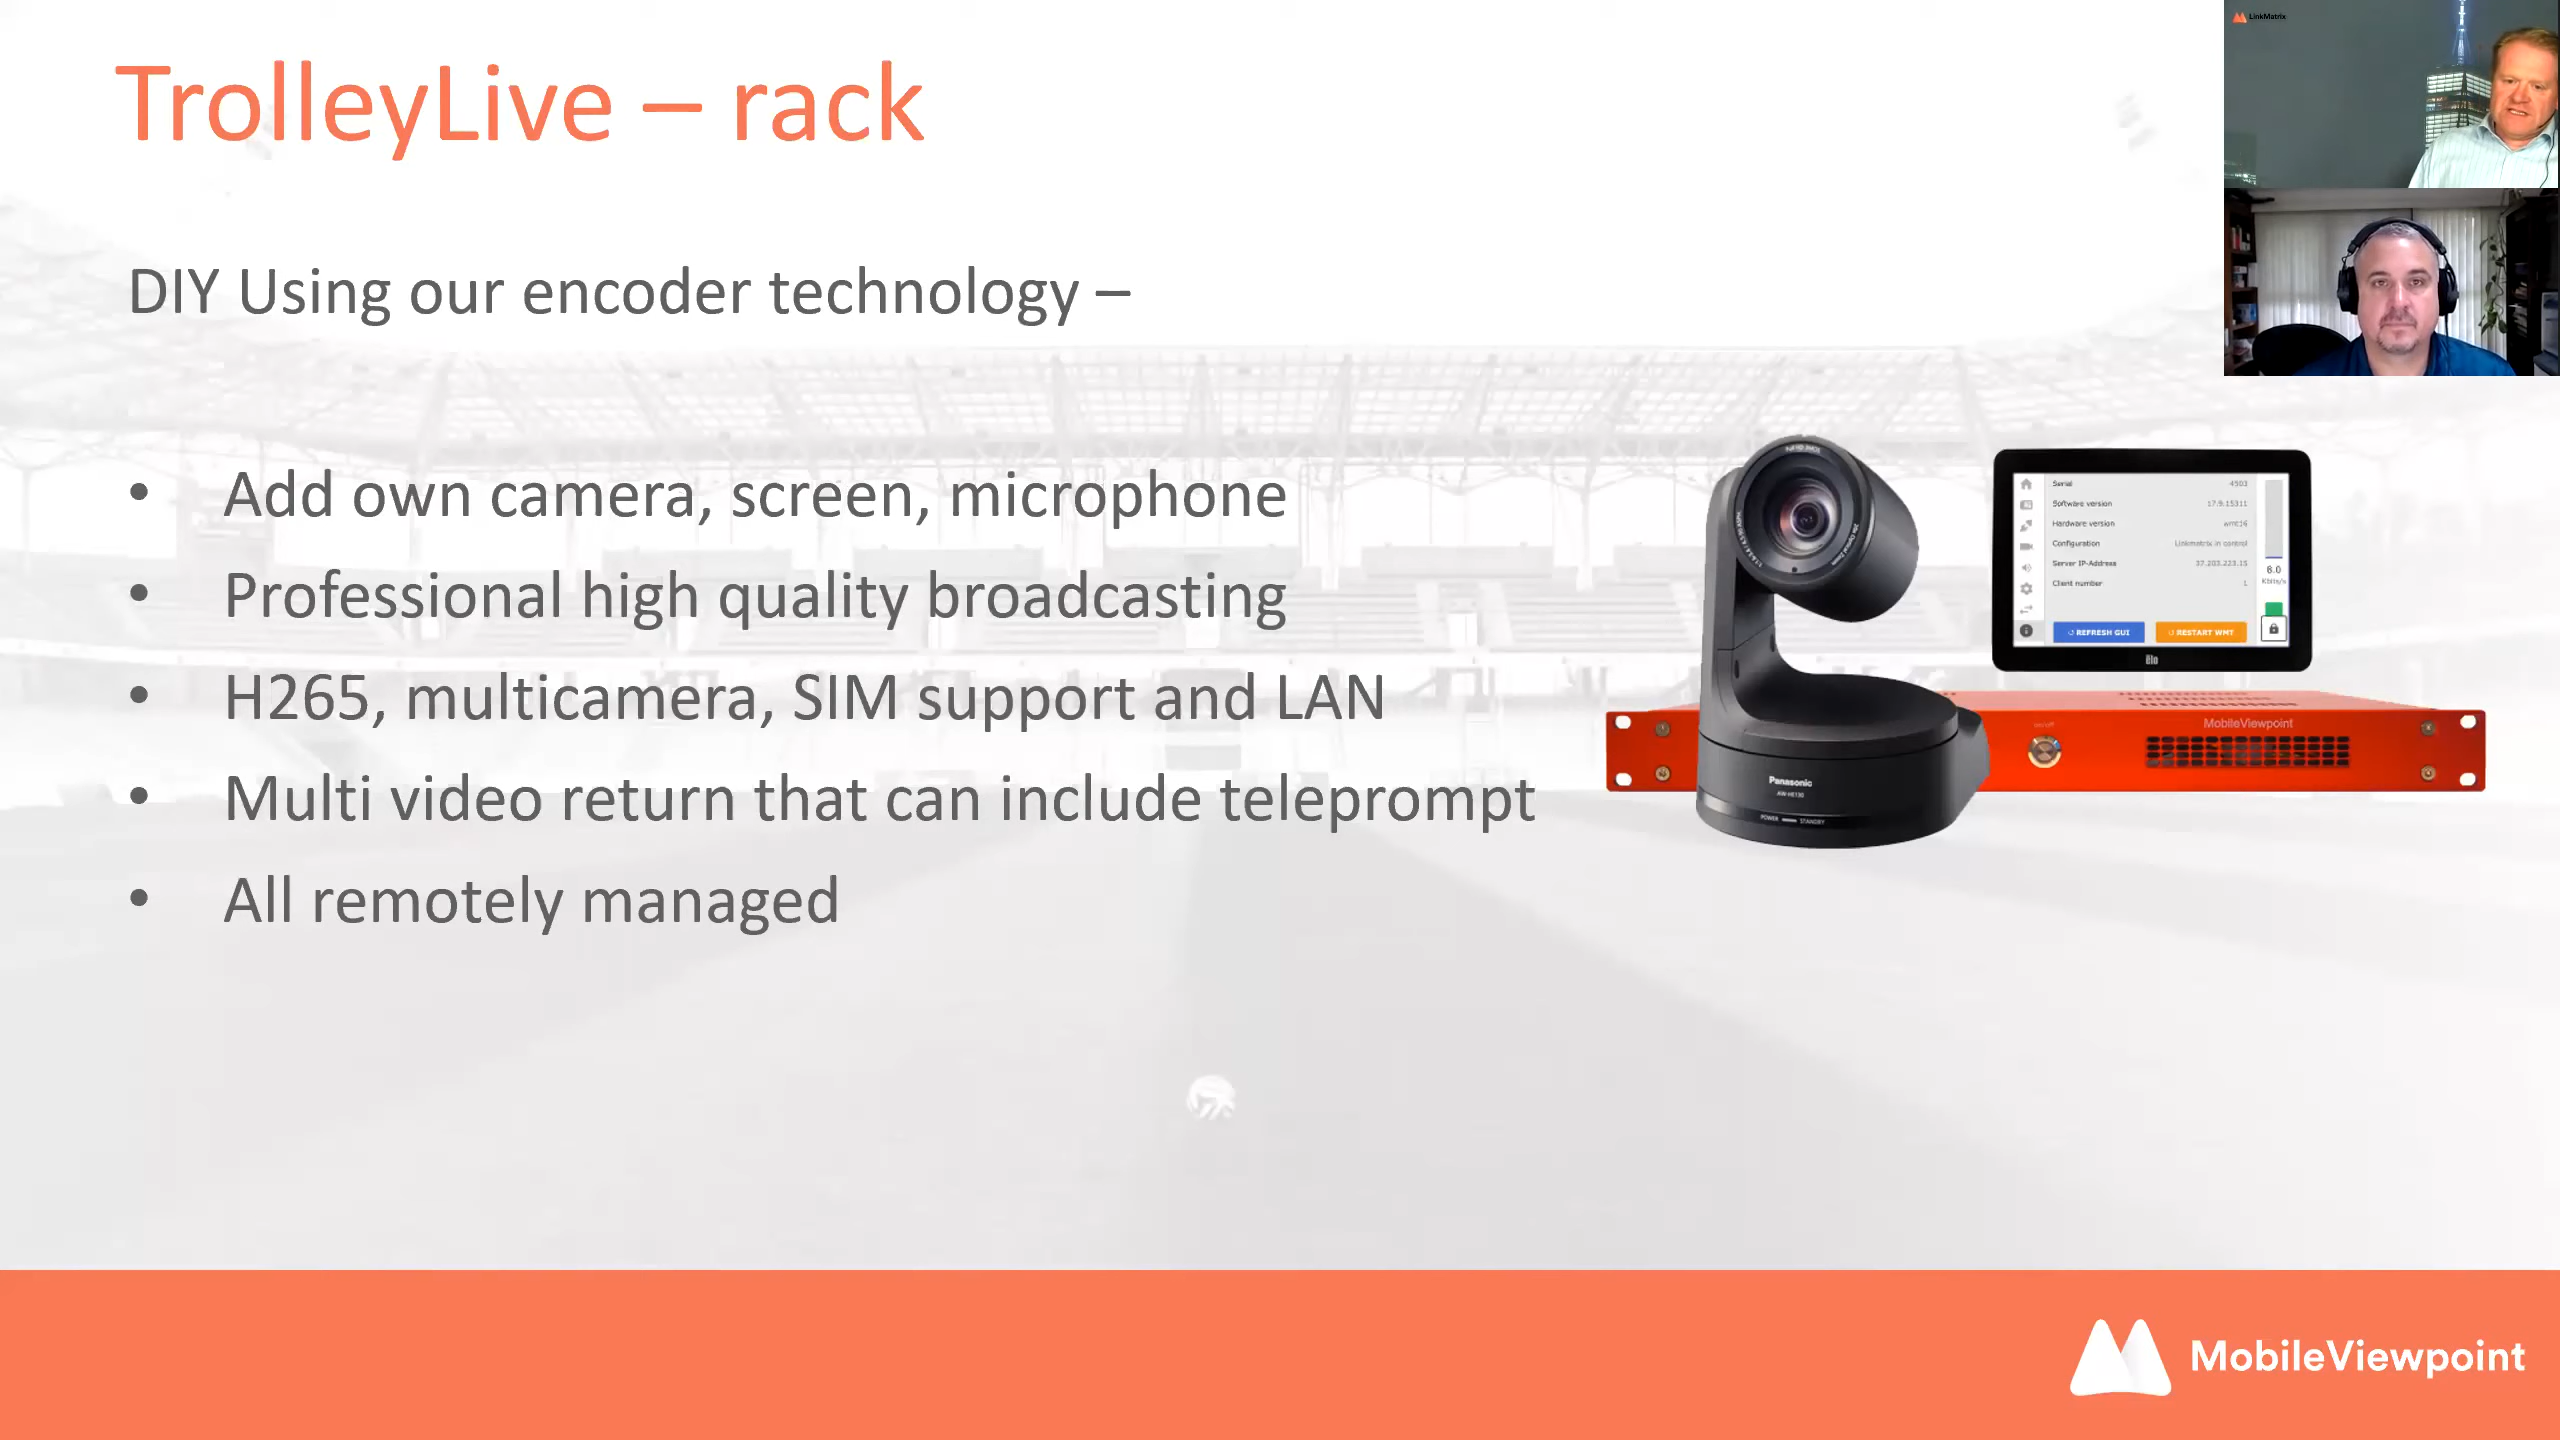 LinkMatrix
TrolleyLive – rack
DIY Using our encoder technology –
• Add own camera, screen, microphone
• Professional high quality broadcasting
• H265, multicamera, SIM support and LAN
• Multi video return that can include teleprompt
• All remotely managed
Serial 4503
Software version 17.9.15311
Hardware version
Configuration Linkmatrix in control
Server IP-Address 37.203.223.15
Client number 1
REFRESH GUI RESTART WMT
Kbits/s
elo
on/off
MobileViewpoint
Panasonic
AW-HE130
POWER STANDBY
MobileViewpoint